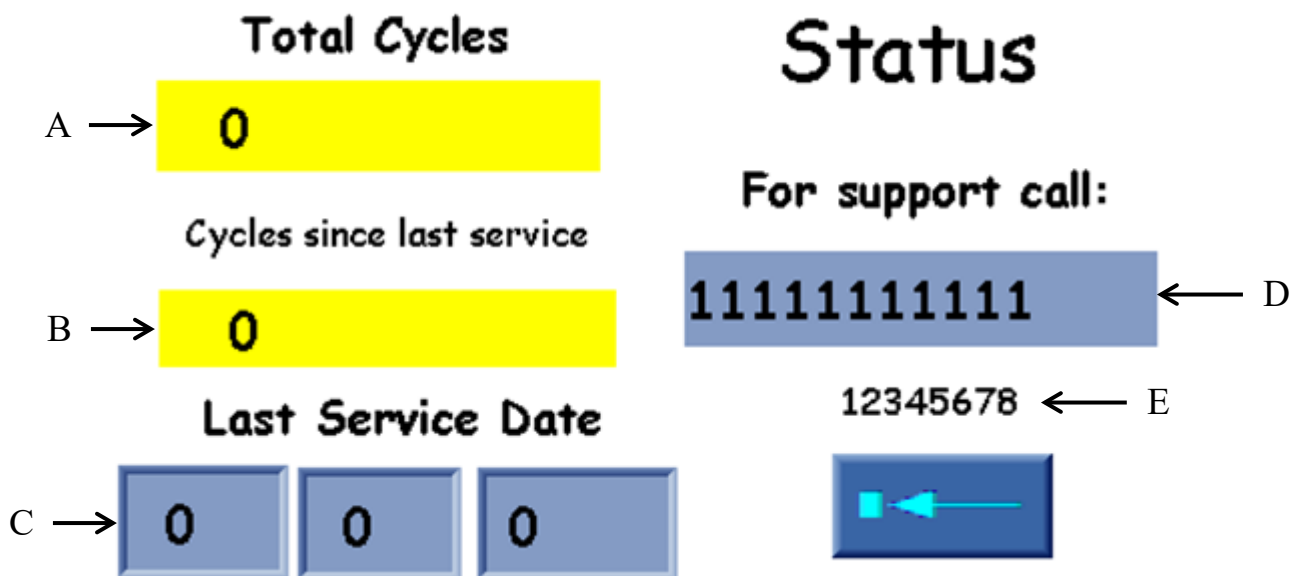 Total Cycles
A
0
Cycles since last service
B
0
Last Service Date
C
0 0 0
Status
For support call:
11111111111
D
12345678
E